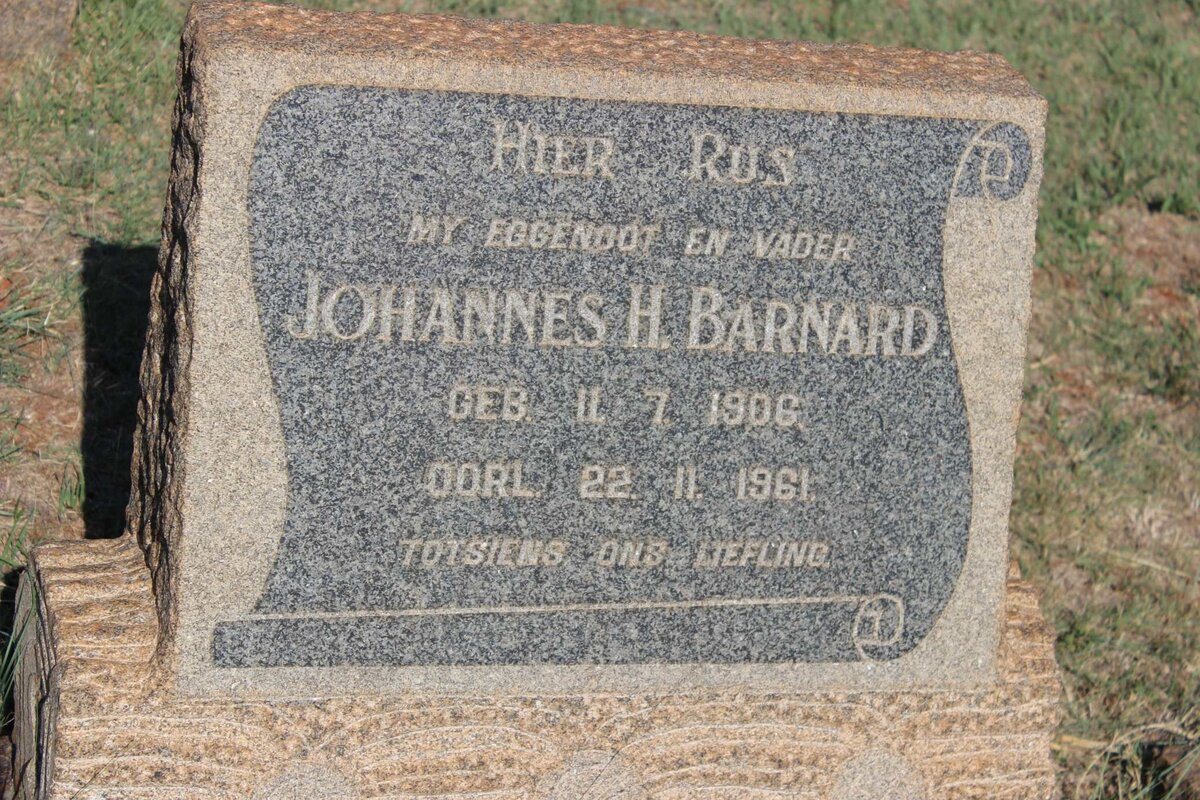 HIER RUS
MY EGGENOOT EN VADER
JOHANNES H. BARNARD.
GEB. 11. 7. 1906.
OORL. 22. 11. 1961.
TOTSIENS ONS LIEFLING.